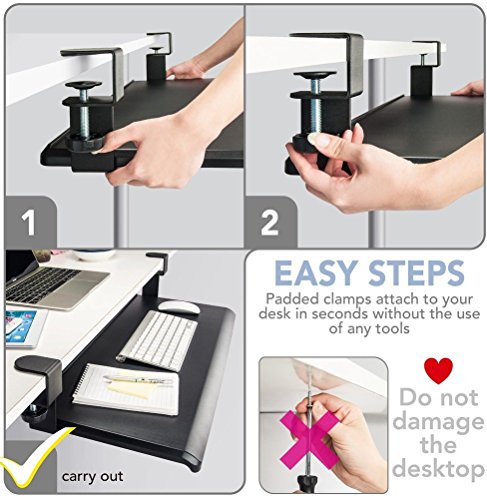 1
2
EASY STEPS
Padded clamps attach to your
desk in seconds without the use
of any tools
Do not
damage
the
desktop
carry out